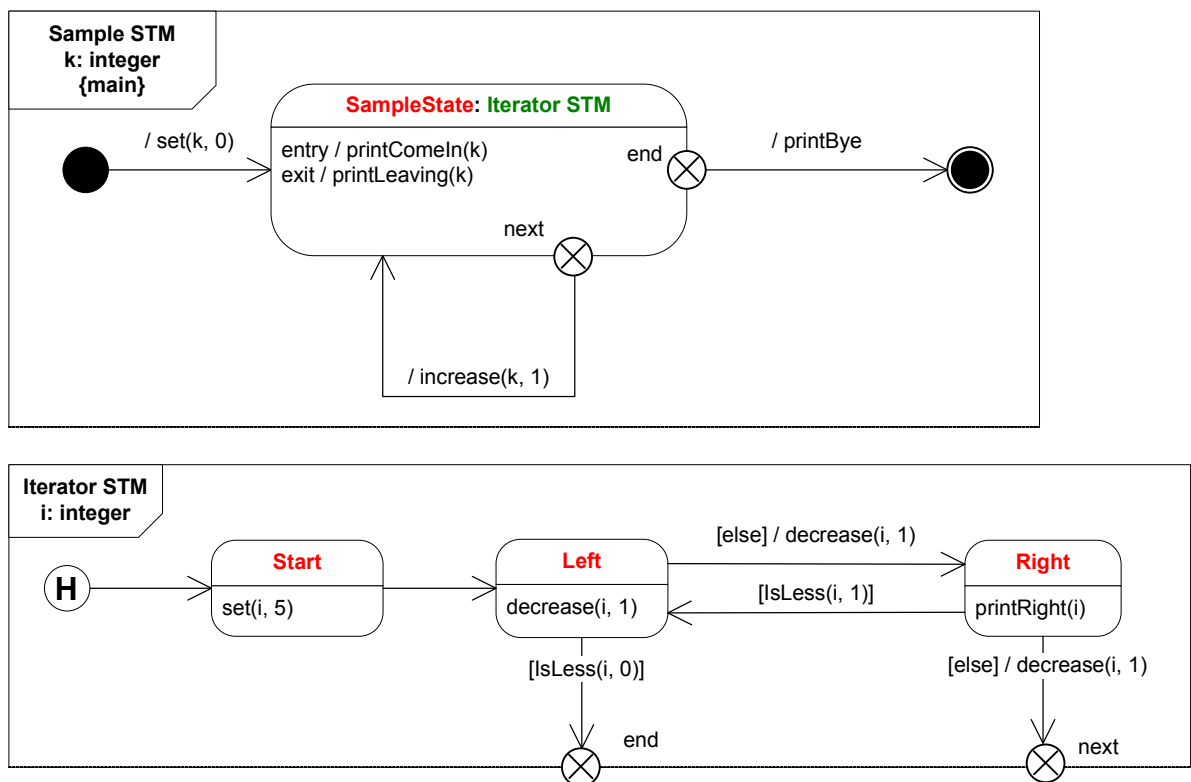 Sample STM
k: integer
{main}
SampleState: Iterator STM
/ set(k, 0)
entry / printComeIn(k)
exit / printLeaving(k)
end
/ printBye
next
/ increase(k, 1)
Iterator STM
i: integer
H
Start
set(i, 5)
Left
decrease(i, 1)
[else] / decrease(i, 1)
[IsLess(i, 1)]
Right
printRight(i)
[IsLess(i, 0)]
[else] / decrease(i, 1)
end
next